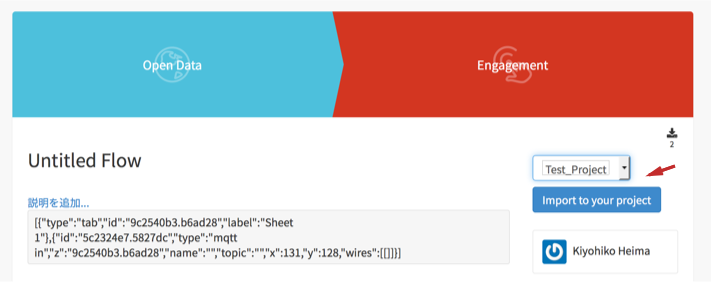 Open Data
Engagement
2
Untitled Flow
Test_Project
Import to your project
説明を追加...
[{"type":"tab","id":"9c2540b3.b6ad28","label":"Sheet
1"},{"id":"5c2324e7.5827dc","type":"mqtt
in","z":"9c2540b3.b6ad28","name":"","topic":"","x":131,"y":128,"wires":[[]]}]
Kiyohiko Heima